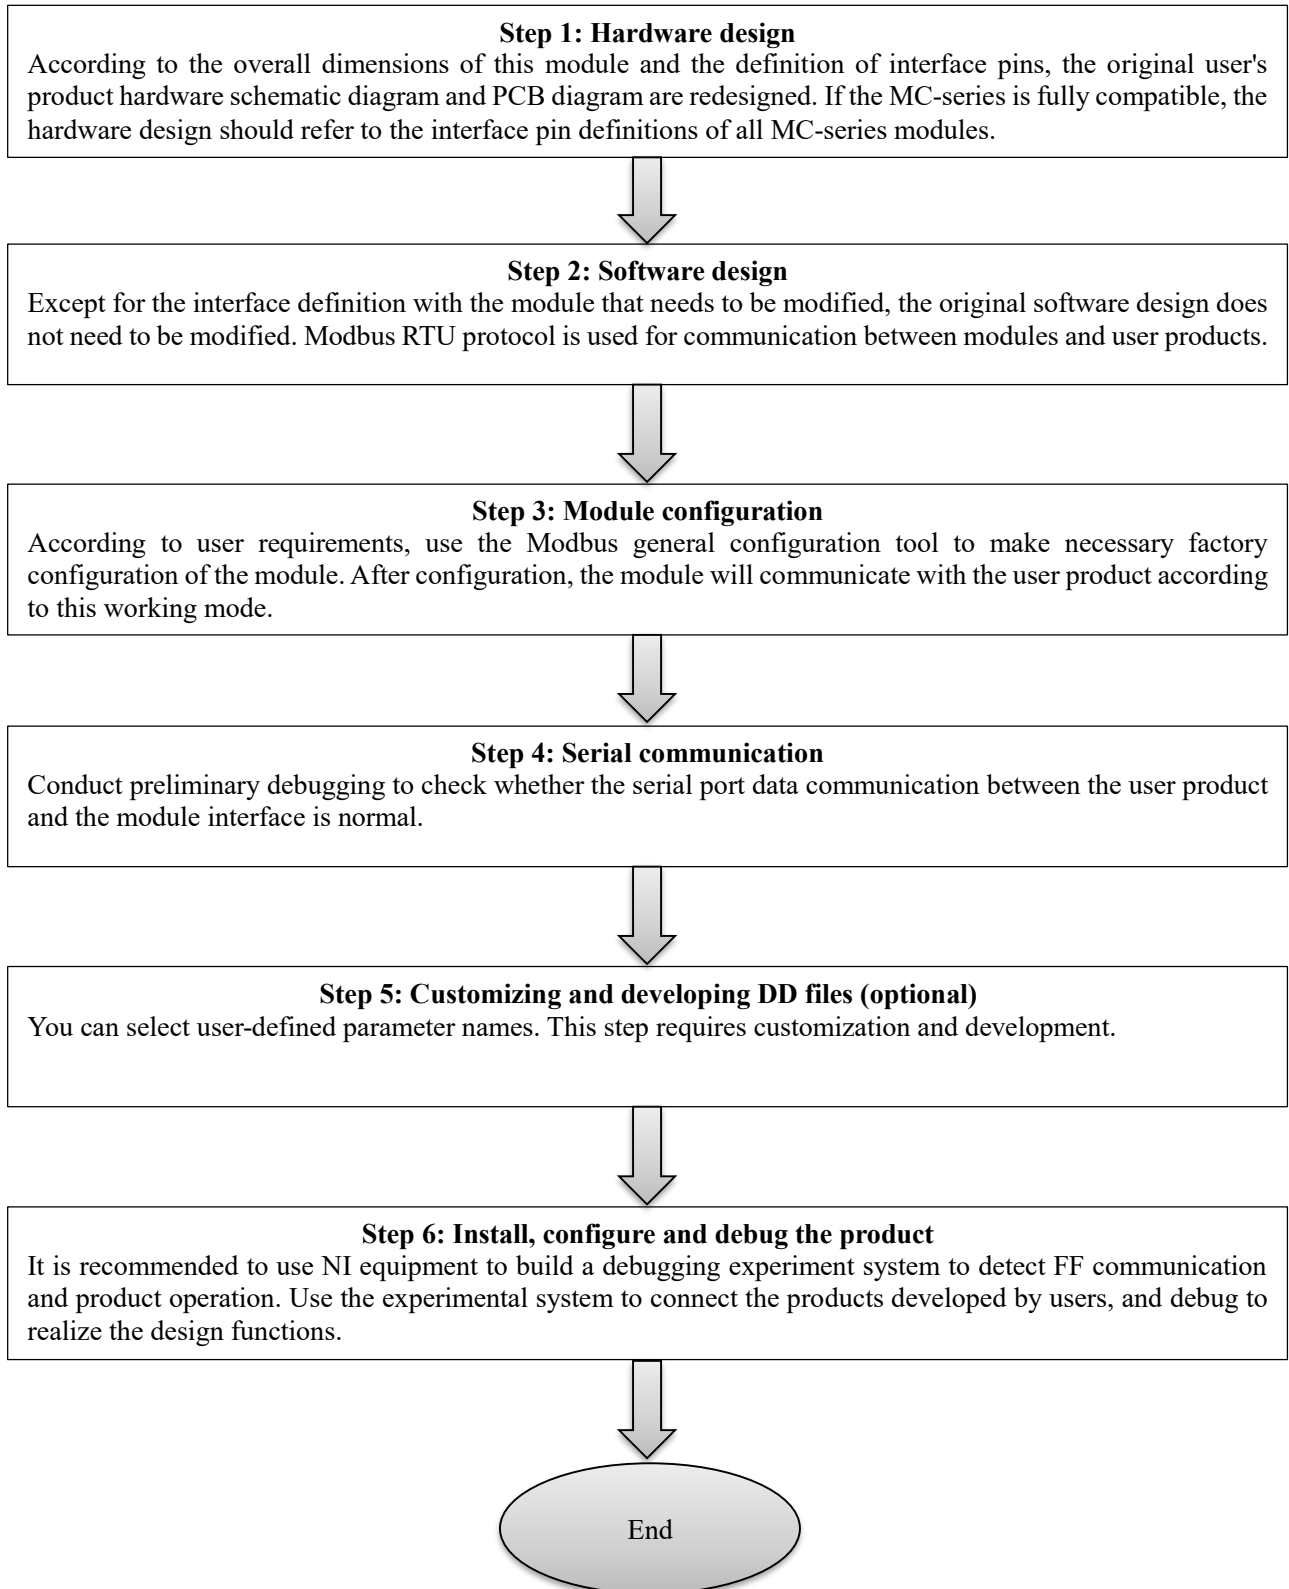 Step 1: Hardware design
According to the overall dimensions of this module and the definition of interface pins, the original user's
product hardware schematic diagram and PCB diagram are redesigned. If the MC-series is fully compatible, the
hardware design should refer to the interface pin definitions of all MC-series modules.
Step 2: Software design
Except for the interface definition with the module that needs to be modified, the original software design does
not need to be modified. Modbus RTU protocol is used for communication between modules and user products.
Step 3: Module configuration
According to user requirements, use the Modbus general configuration tool to make necessary factory
configuration of the module. After configuration, the module will communicate with the user product according
to this working mode.
Step 4: Serial communication
Conduct preliminary debugging to check whether the serial port data communication between the user product
and the module interface is normal.
Step 5: Customizing and developing DD files (optional)
You can select user-defined parameter names. This step requires customization and development.
Step 6: Install, configure and debug the product
It is recommended to use NI equipment to build a debugging experiment system to detect FF communication
and product operation. Use the experimental system to connect the products developed by users, and debug to
realize the design functions.
End